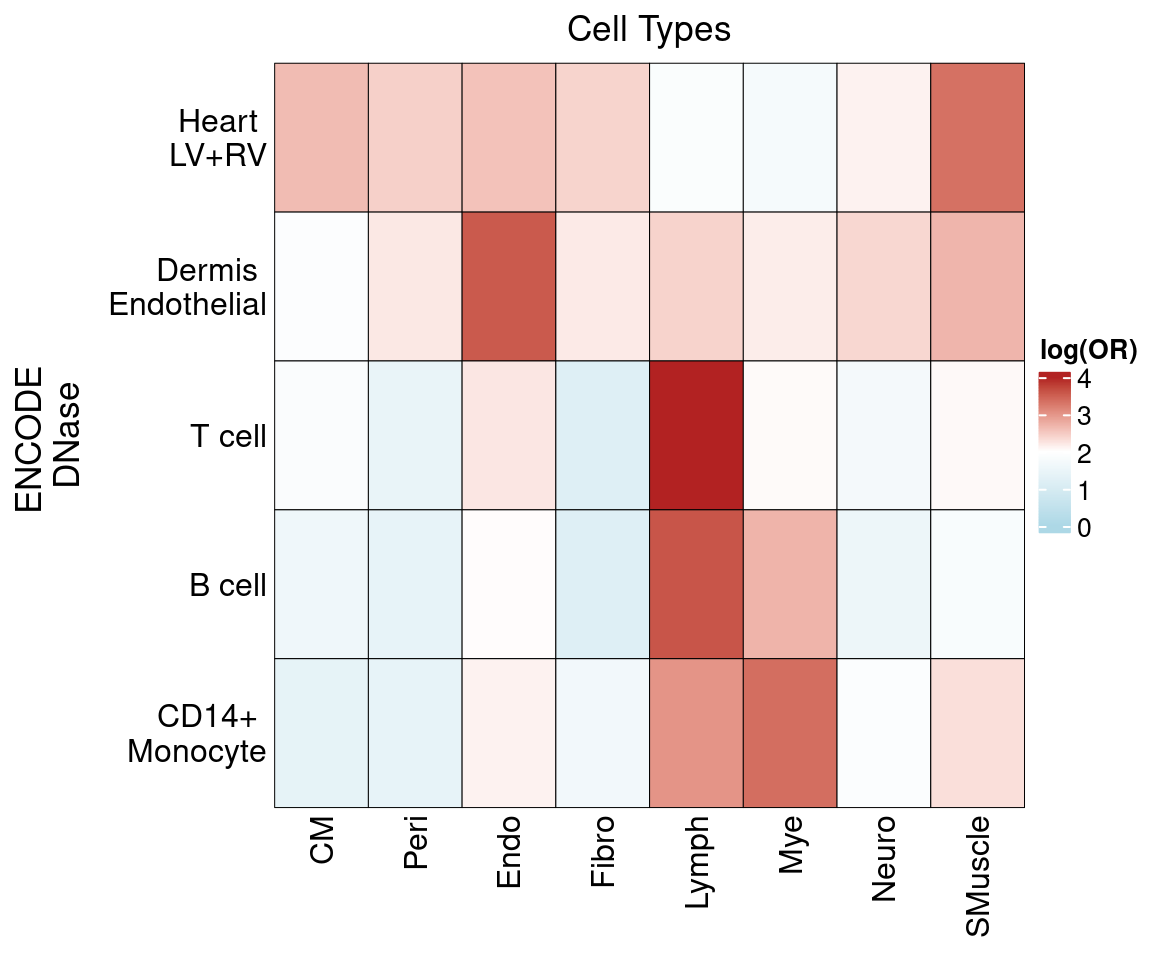 Cell Types
Heart
LV+RV
Dermis
Endothelial
T cell
B cell
CD14+
Monocyte
ENCODE
DNase
CM
Peri
Endo
Fibro
Lymph
Mye
Neuro
SMuscle
log(OR)
4
3
2
1
0